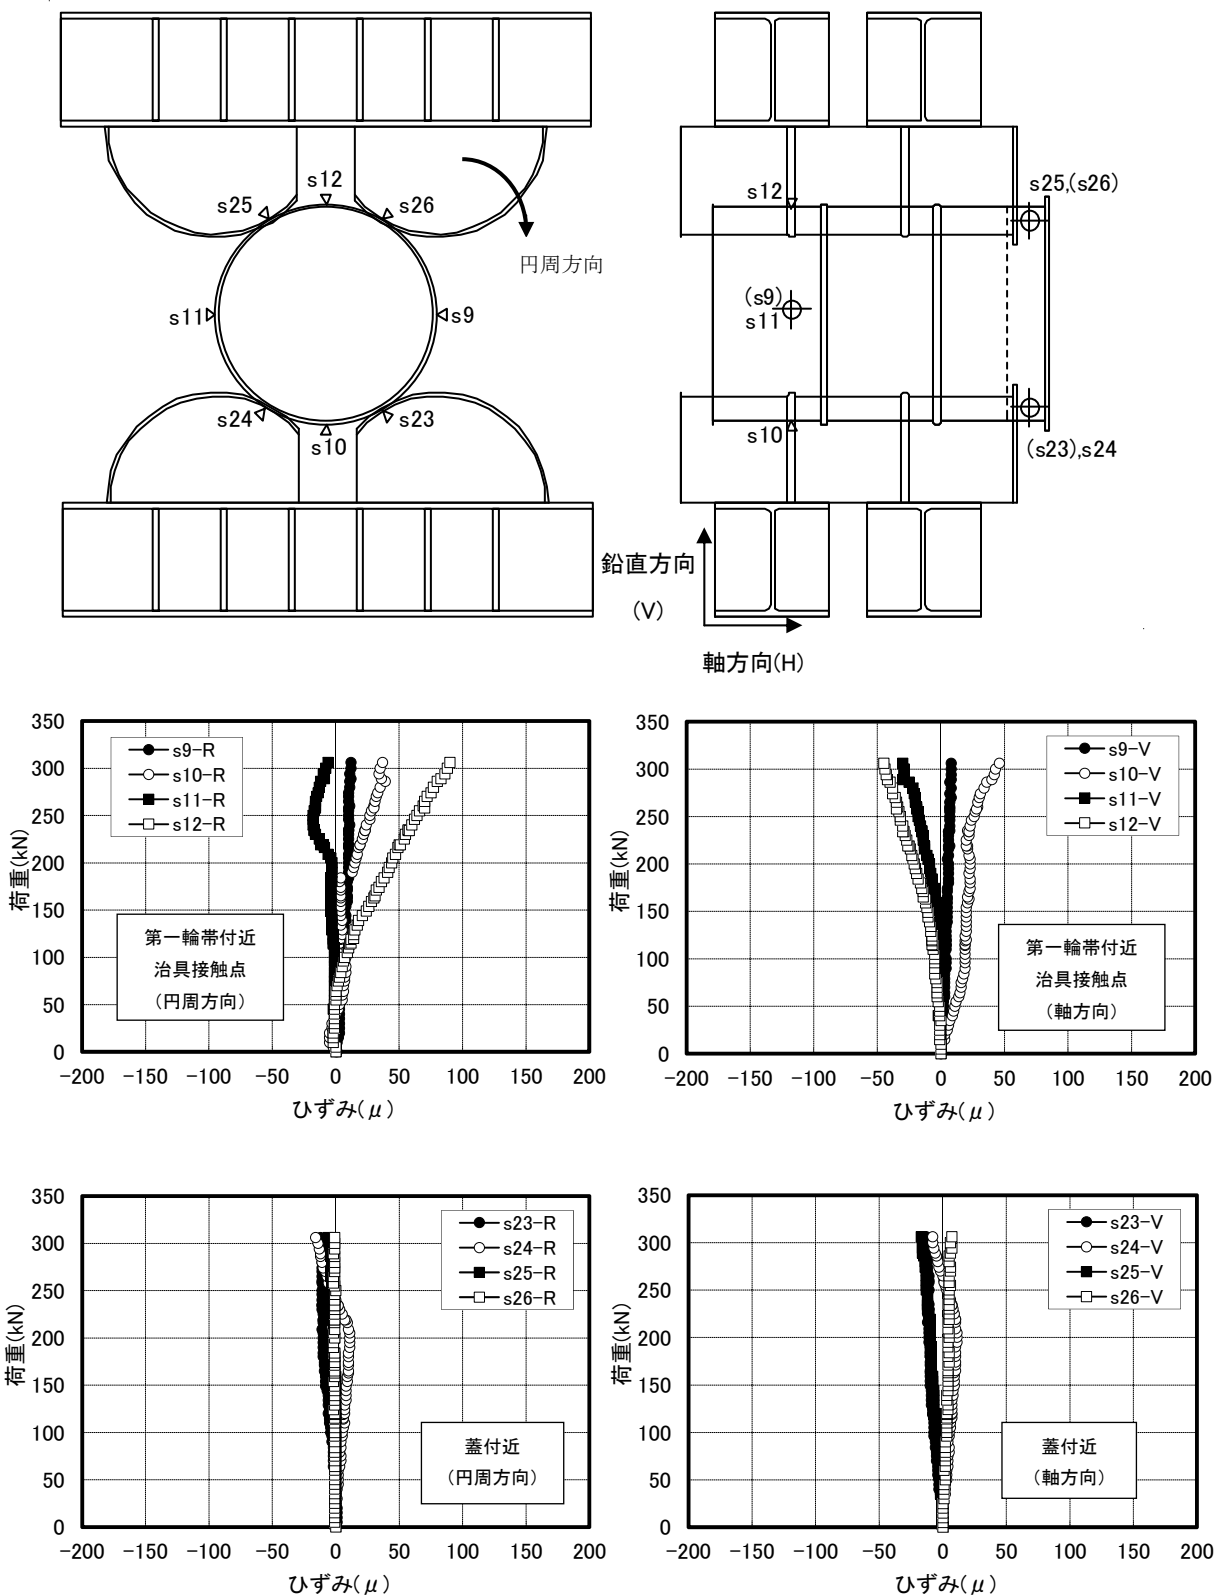 s12
s25
s26
円周方向
s11
s9
s24
s23
s10
s12
s25,(s26)
(s9)
s11
s10
(s23),s24
鉛直方向
(V)
軸方向(H)
350
300
250
200
150
100
50
0
荷重(kN)
s9-R
s10-R
s11-R
s12-R
第一輪帯付近
治具接触点
(円周方向)
-200 -150 -100 -50 0 50 100 150 200
ひずみ(μ)
350
300
250
200
150
100
50
0
荷重(kN)
s9-V
s10-V
s11-V
s12-V
第一輪帯付近
治具接触点
(軸方向)
-200 -150 -100 -50 0 50 100 150 200
ひずみ(μ)
350
300
250
200
150
100
50
0
荷重(kN)
s23-R
s24-R
s25-R
s26-R
蓋付近
(円周方向)
-200 -150 -100 -50 0 50 100 150 200
ひずみ(μ)
350
300
250
200
150
100
50
0
荷重(kN)
s23-V
s24-V
s25-V
s26-V
蓋付近
(軸方向)
-200 -150 -100 -50 0 50 100 150 200
ひずみ(μ)